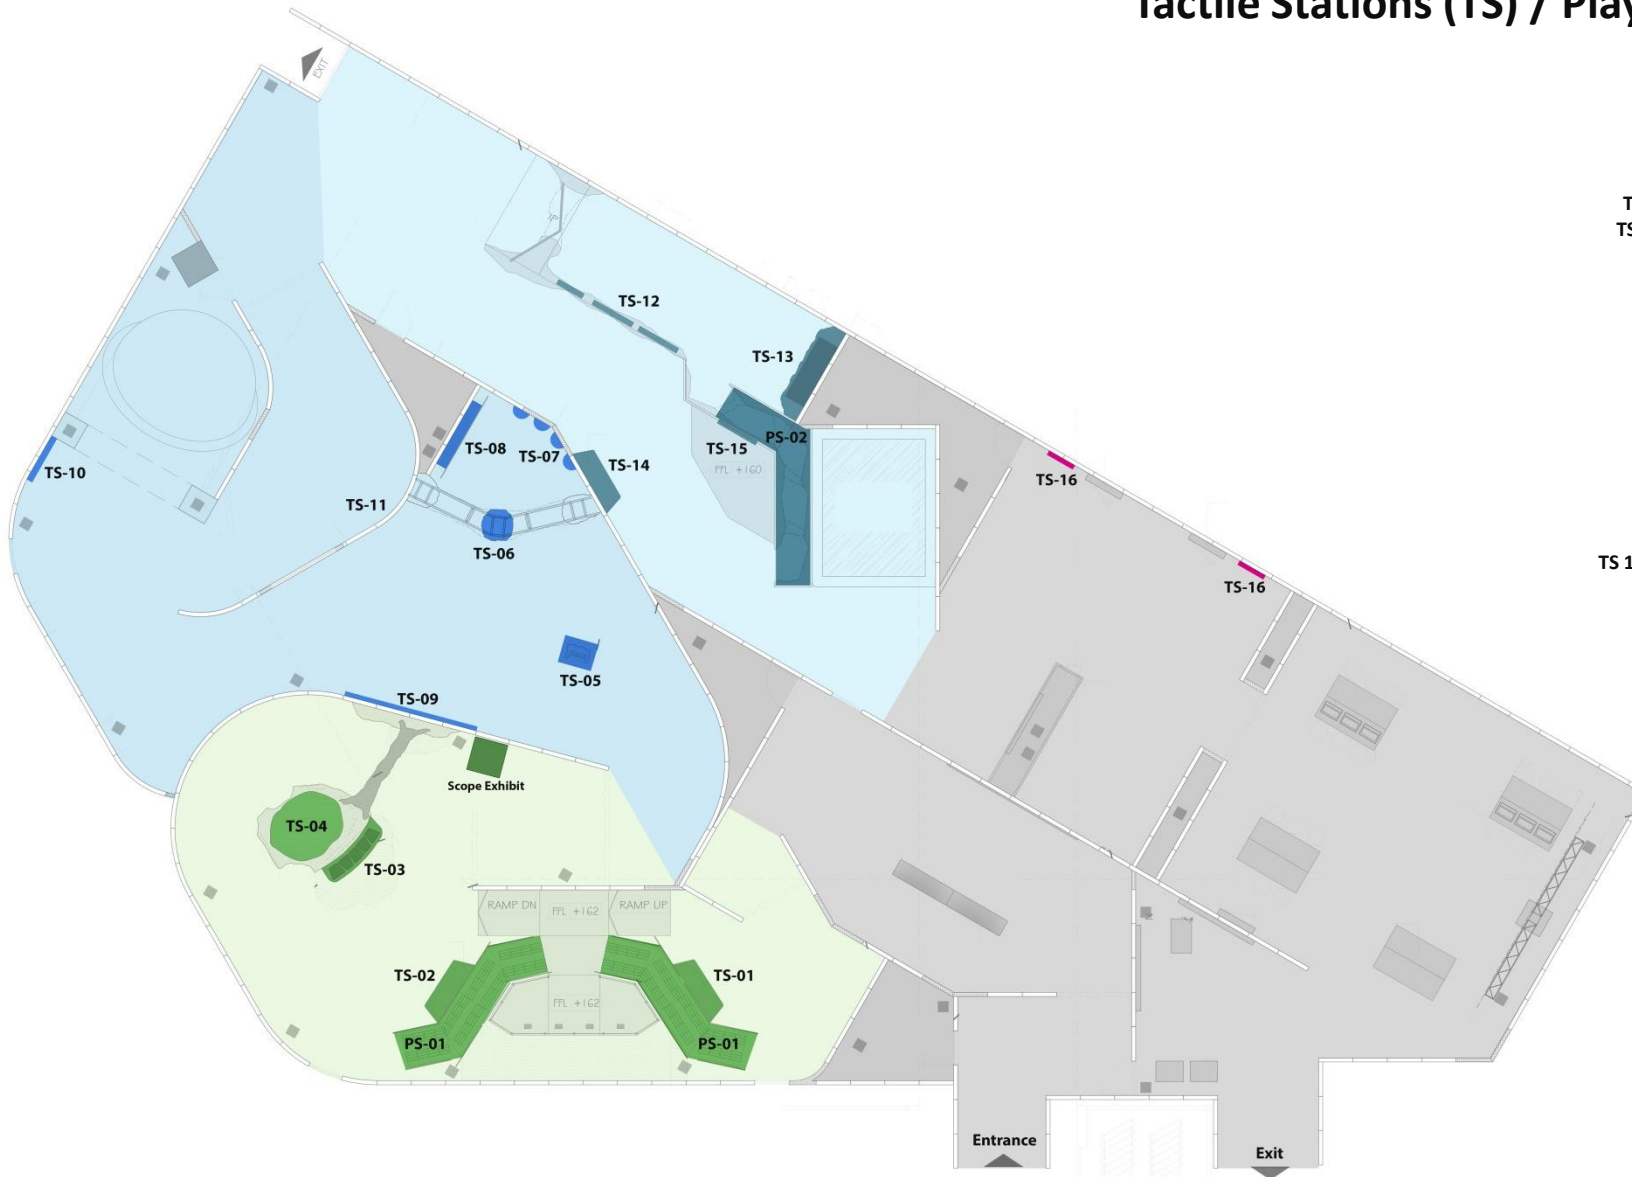 Tactile Stations (TS) / Play
EXIT
UP
TS-12
TS-13
PS-02
TS-15
FFL +160
TS-08
TS-07
TS-14
TS-10
TS-11
TS-06
TS-16
TS-16
TS 1
TS-05
TS-09
Scope Exhibit
TS-04
TS-03
RAMP DN
FFL +162
RAMP UP
TS-02
TS-01
FFL +162
PS-01
PS-01
Entrance
Exit